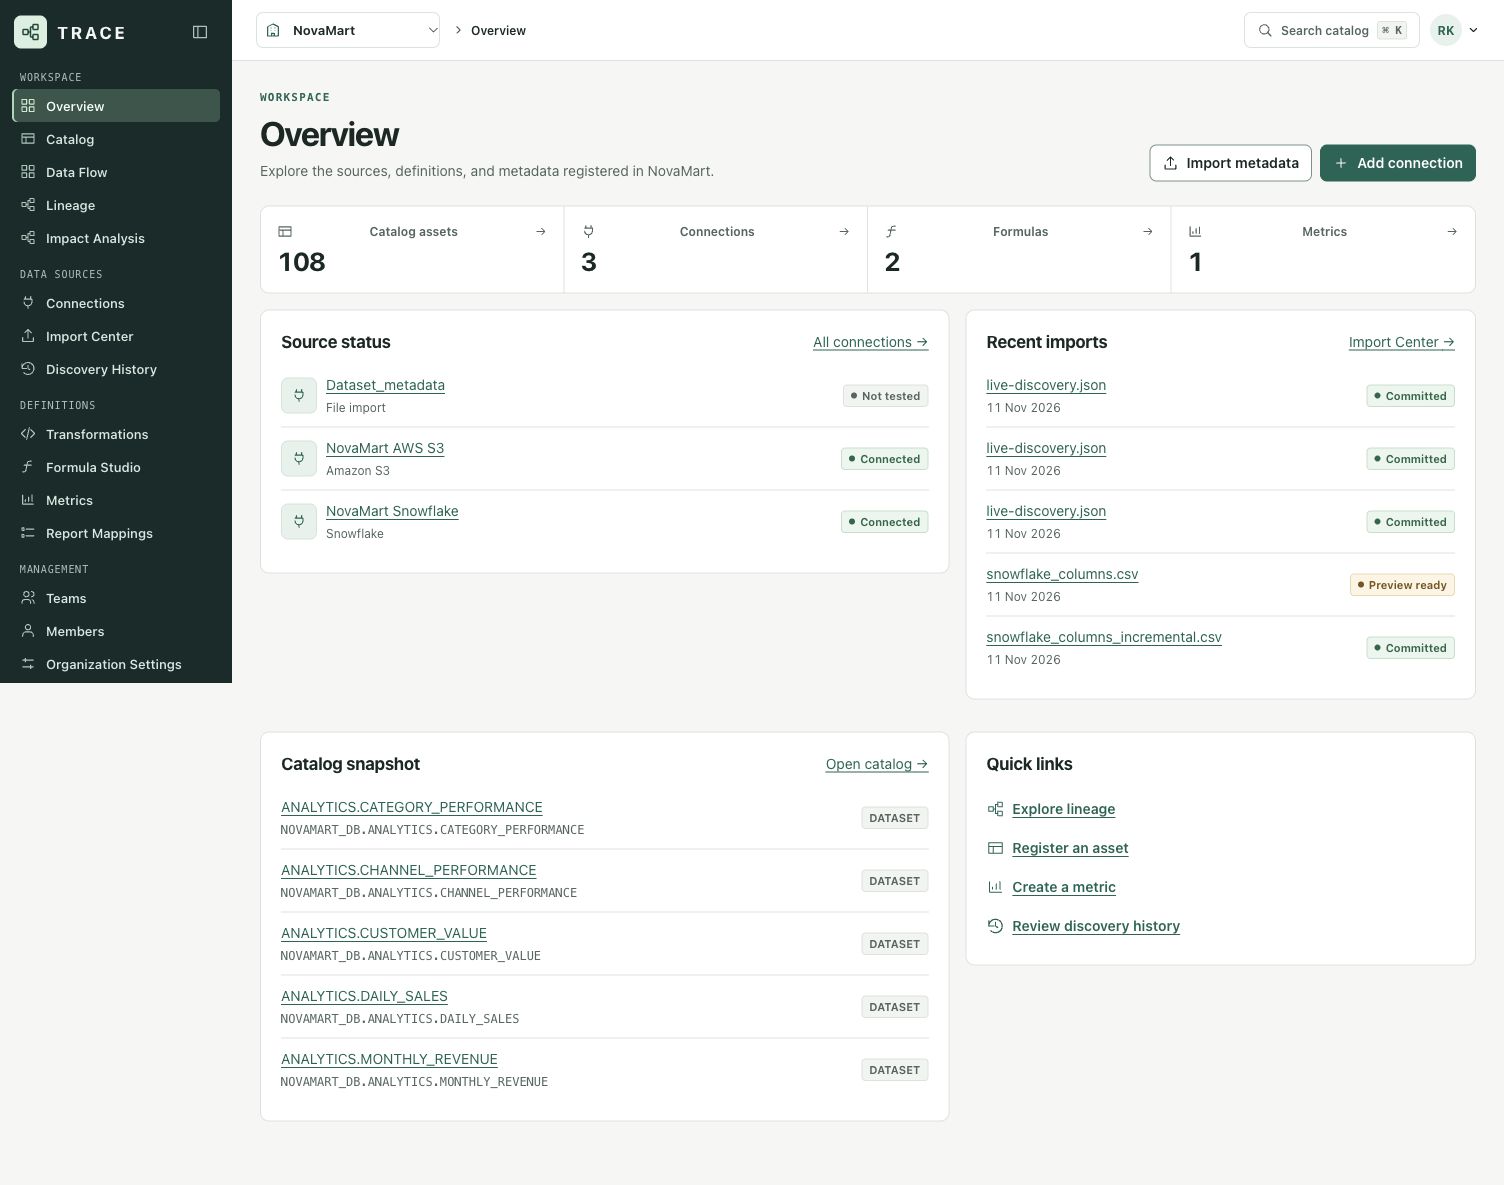 TRACE
WORKSPACE
Overview
Catalog
Data Flow
Lineage
Impact Analysis
DATA SOURCES
Connections
Import Center
Discovery History
DEFINITIONS
Transformations
Formula Studio
Metrics
Report Mappings
MANAGEMENT
Teams
Members
Organization Settings
NovaMart
Overview
Search catalog ⌘ K
RK
WORKSPACE
Overview
Explore the sources, definitions, and metadata registered in NovaMart.
Import metadata
+ Add connection
Catalog assets →
108
Connections →
3
Formulas →
2
Metrics →
1
Source status
All connections →
Dataset_metadata
File import
Not tested
NovaMart AWS S3
Amazon S3
Connected
NovaMart Snowflake
Snowflake
Connected
Recent imports
Import Center →
live-discovery.json
11 Nov 2026
Committed
live-discovery.json
11 Nov 2026
Committed
live-discovery.json
11 Nov 2026
Committed
snowflake_columns.csv
11 Nov 2026
Preview ready
snowflake_columns_incremental.csv
11 Nov 2026
Committed
Catalog snapshot
Open catalog →
ANALYTICS.CATEGORY_PERFORMANCE
NOVAMART_DB.ANALYTICS.CATEGORY_PERFORMANCE
DATASET
ANALYTICS.CHANNEL_PERFORMANCE
NOVAMART_DB.ANALYTICS.CHANNEL_PERFORMANCE
DATASET
ANALYTICS.CUSTOMER_VALUE
NOVAMART_DB.ANALYTICS.CUSTOMER_VALUE
DATASET
ANALYTICS.DAILY_SALES
NOVAMART_DB.ANALYTICS.DAILY_SALES
DATASET
ANALYTICS.MONTHLY_REVENUE
NOVAMART_DB.ANALYTICS.MONTHLY_REVENUE
DATASET
Quick links
Explore lineage
Register an asset
Create a metric
Review discovery history